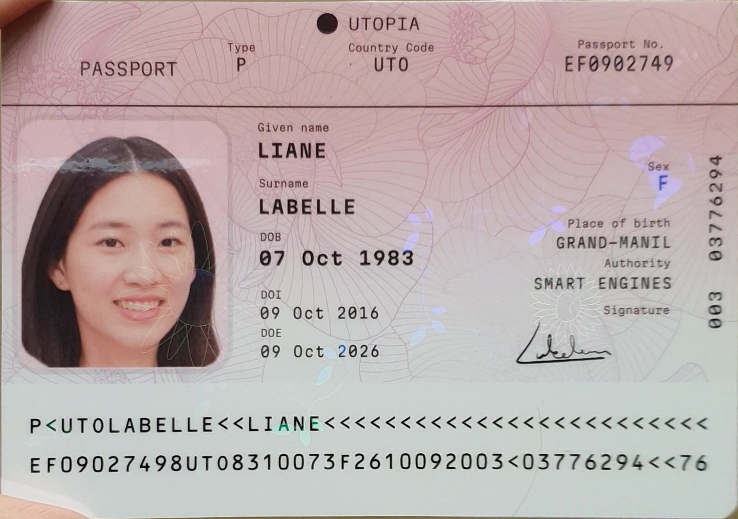 UTOPIA
PASSPORT
Type
P
Country Code
UTO
Passport No.
EF0902749
Given name
LIANE
Surname
LABELLE
DOB
07 Oct 1983
DOI
09 Oct 2016
DOE
09 Oct 2026
Sex
F
Place of birth
GRAND-MANIL
Authority
SMART ENGINES
Signature
003 03776294
P<UTOLABELLE<<LIANE<<<<<<<<<<<<<<<<<<<<<<<<<
EF09027498UTO8310073F2610092003<03776294<<76